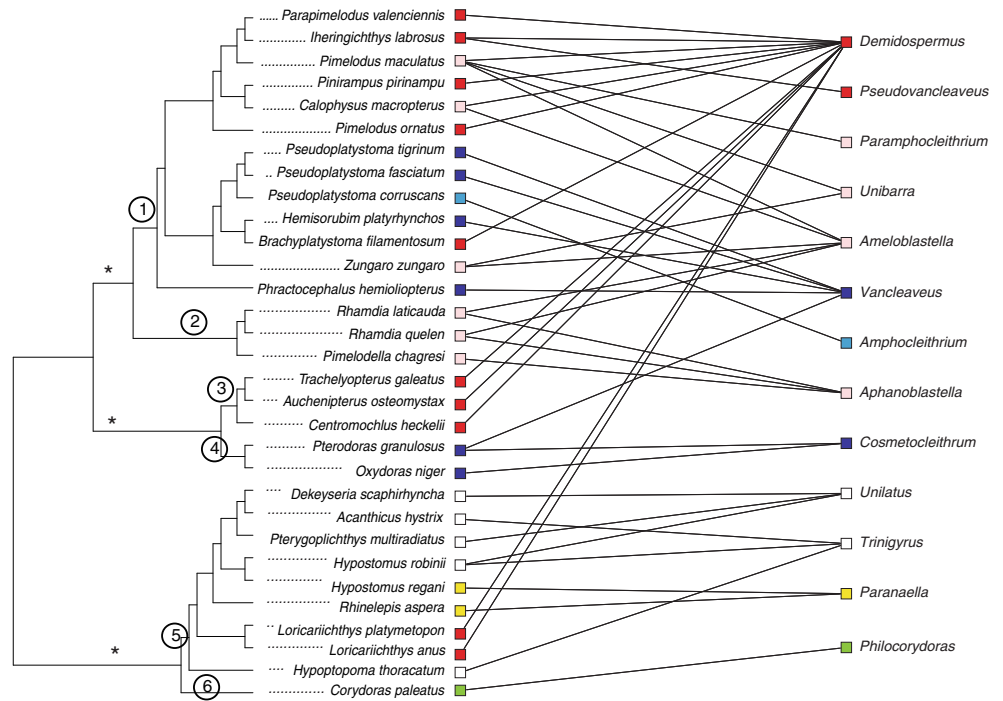 Parapimelodus valenciennis
Iheringichthys labrosus
Pimelodus maculatus
Pinirampus pirinampu
Calophysus macropterus
Pimelodus ornatus
Pseudoplatystoma tigrinum
Pseudoplatystoma fasciatum
Pseudoplatystoma corruscans
Hemisorubim platyrhynchos
Brachyplatystoma filamentosum
Zungaro zungaro
Phractocephalus hemioliopterus
Rhamdia laticauda
Rhamdia quelen
Pimelodella chagresi
Trachelyopterus galeatus
Auchenipterus osteomystax
Centromochlus heckelii
Pterodoras granulosus
Oxydoras niger
Dekeyseria scaphirhyncha
Acanthicus hystrix
Pterygoplichthys multiradiatus
Hypostomus robinii
Hypostomus regani
Rhinelepis aspera
Loricariichthys platymetopon
Loricariichthys anus
Hypoptopoma thoracatum
Corydoras paleatus
1
*
2
3
*
4
5
*
6
Demidospermus
Pseudovancleaveus
Paramphocleithrium
Unibarra
Ameloblastella
Vancleaveus
Amphocleithrium
Aphanoblastella
Cosmetocleithrum
Unilatus
Trinigyrus
Paranaella
Philocorydoras